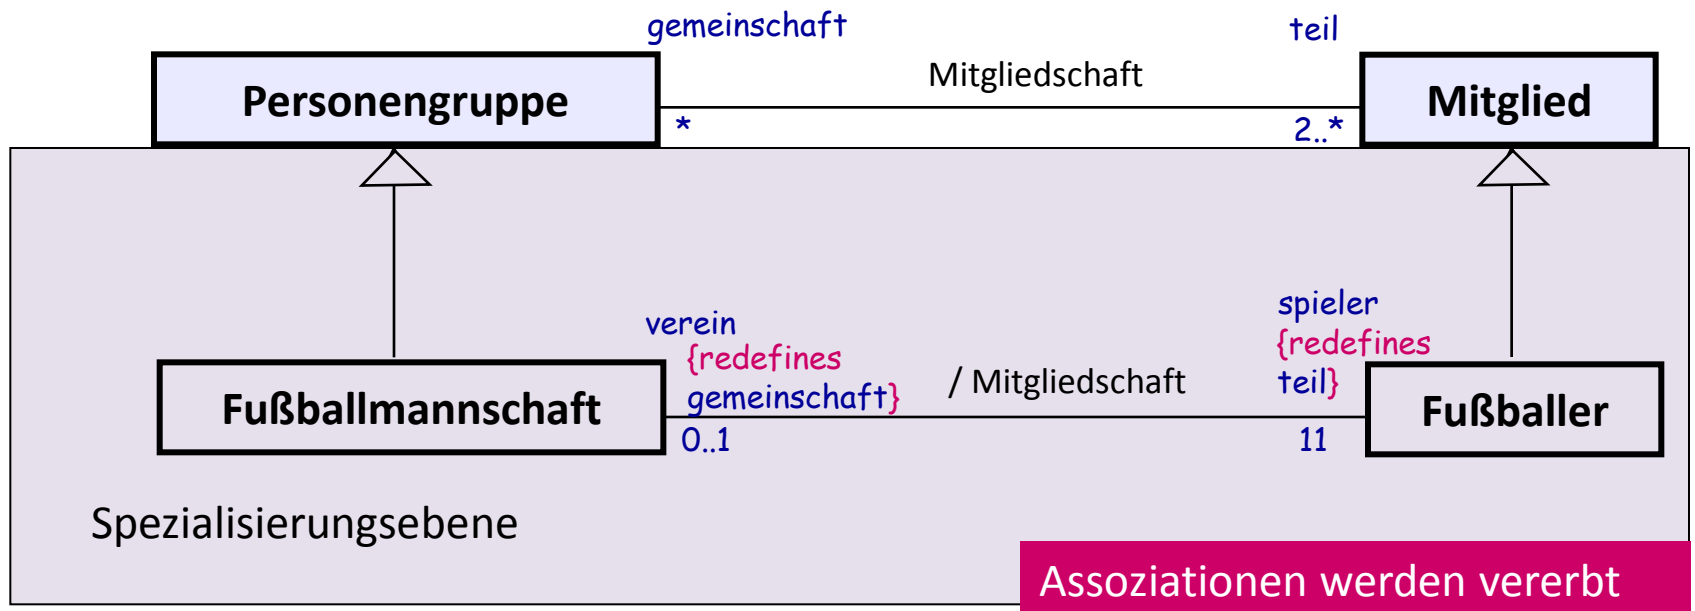 gemeinschaft
teil
Personengruppe
Mitgliedschaft
Mitglied
*
2..*
verein
{redefines
gemeinschaft}
/ Mitgliedschaft
spieler
{redefines
teil}
Fußballmannschaft
Fußballer
0..1
11
Spezialisierungsebene
Assoziationen werden vererbt